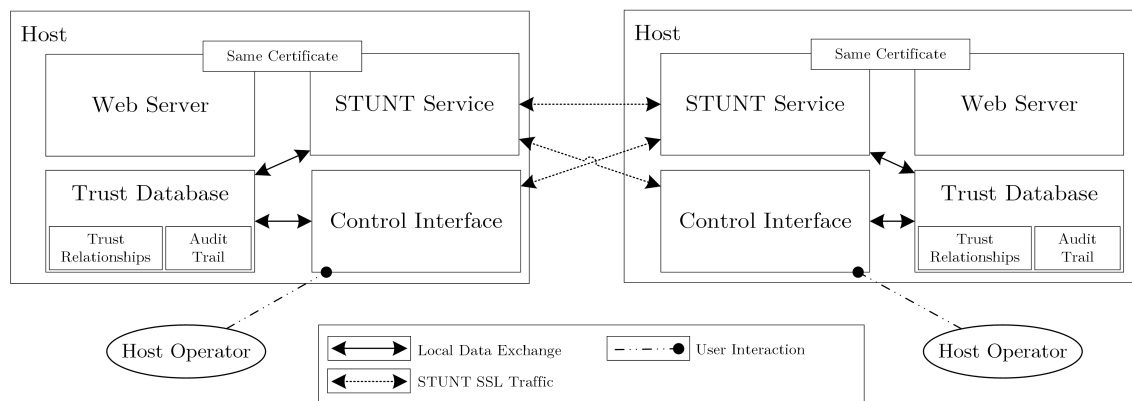 Host
Same Certificate
Web Server
STUNT Service
Trust Database
Trust
Relationships
Audit
Trail
Control Interface
Host Operator
Host
Same Certificate
STUNT Service
Web Server
Control Interface
Trust Database
Trust
Relationships
Audit
Trail
Host Operator
Local Data Exchange
User Interaction
STUNT SSL Traffic